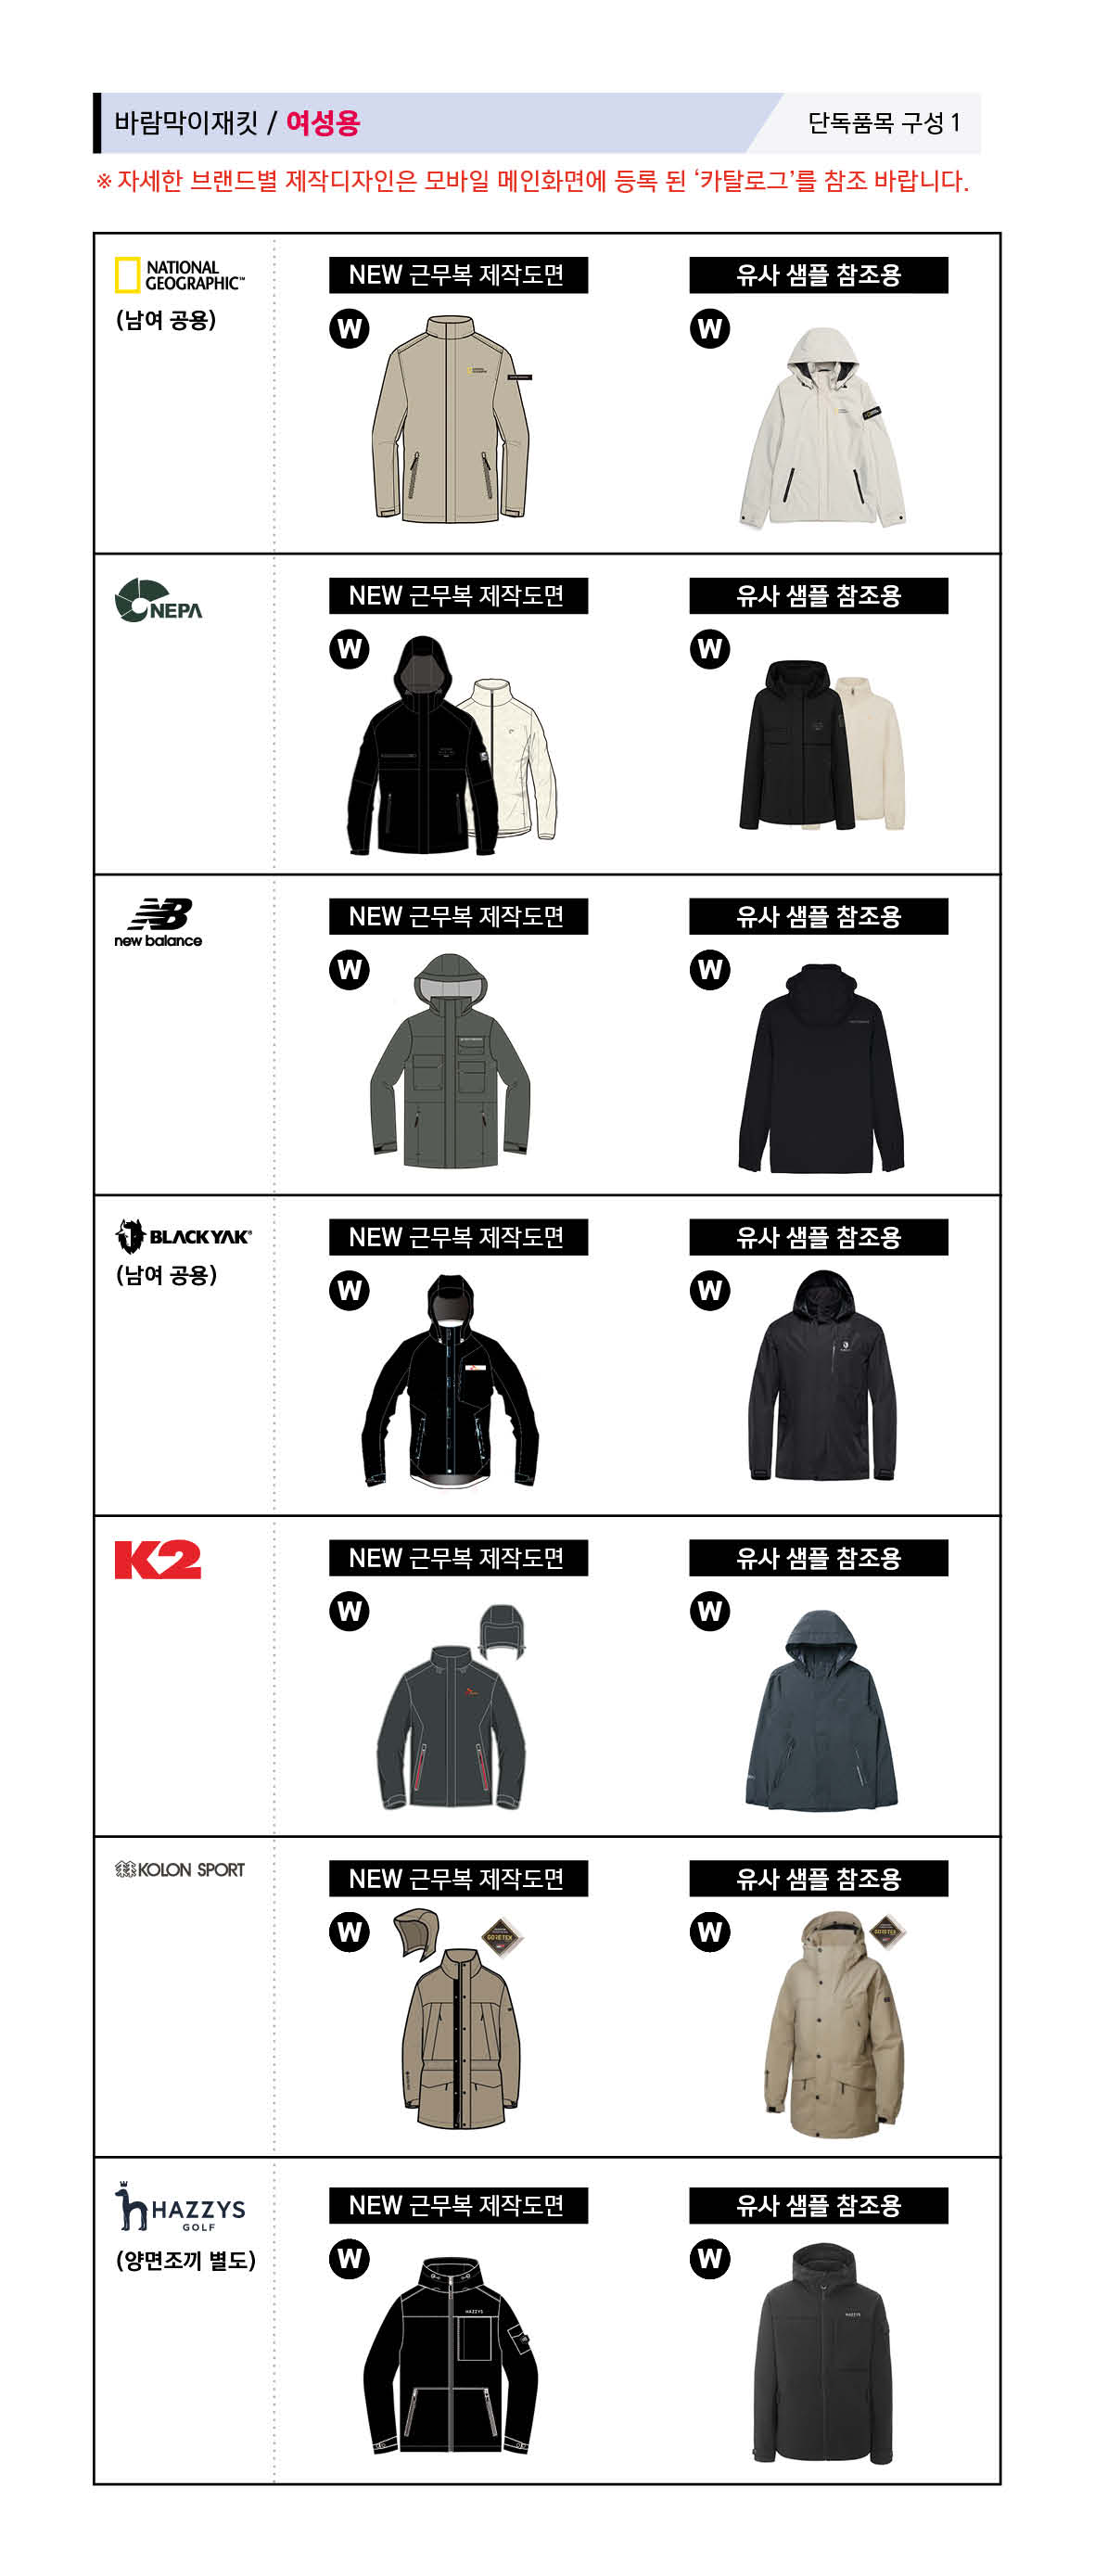 바람막이재킷 / 여성용
단독품목 구성 1
※ 자세한 브랜드별 제작디자인은 모바일 메인화면에 등록 된 ‘카탈로그’를 참조 바랍니다.
NATIONAL
GEOGRAPHIC™
(남여 공용)
NEW 근무복 제작도면
유사 샘플 참조용
W
W
NEPA
NEW 근무복 제작도면
유사 샘플 참조용
W
W
NB
new balance
NEW 근무복 제작도면
유사 샘플 참조용
W
W
BLACKYAK®
(남여 공용)
NEW 근무복 제작도면
유사 샘플 참조용
W
W
K2
NEW 근무복 제작도면
유사 샘플 참조용
W
W
KOLON SPORT
NEW 근무복 제작도면
유사 샘플 참조용
W
GORE-TEX
W
GORE-TEX
HAZZYS
GOLF
(양면조끼 별도)
NEW 근무복 제작도면
유사 샘플 참조용
W
HAZZYS
W
HAZZYS